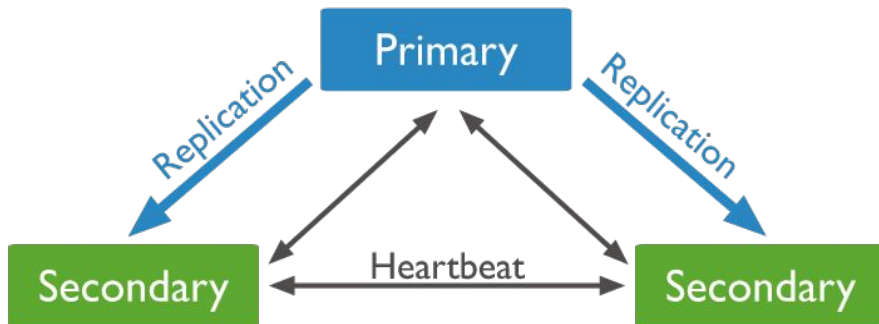 Primary
Replication
Replication
Heartbeat
Secondary
Secondary